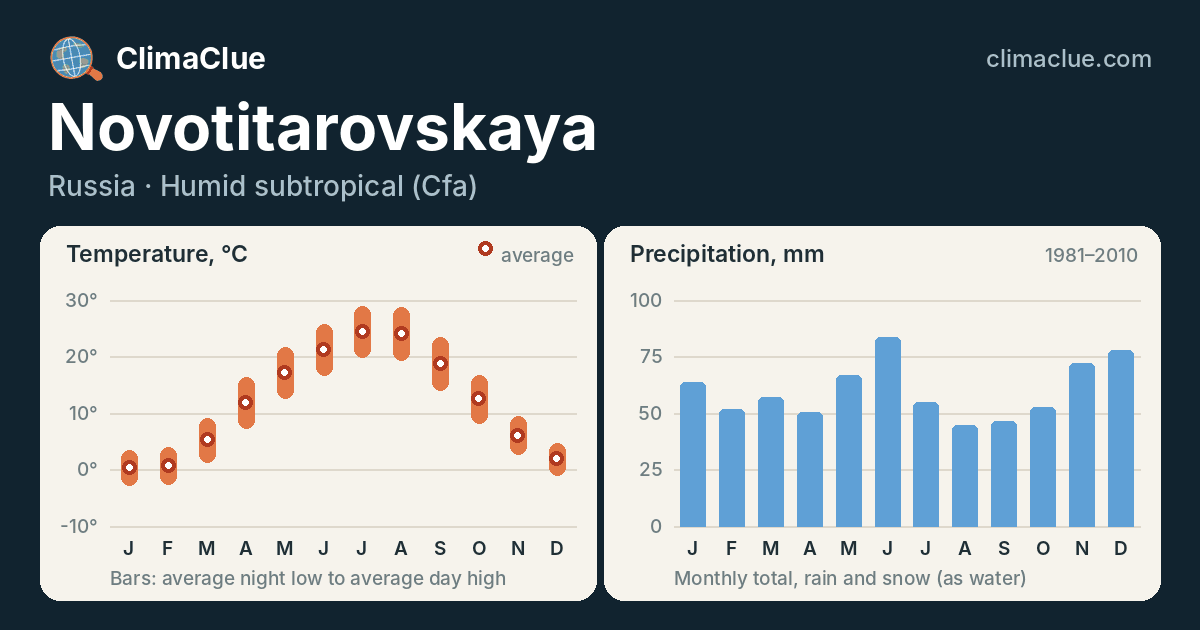 ClimaClue
climaclue.com
Novotitarovskaya
Russia · Humid subtropical (Cfa)
Temperature, °C
average
30°
20°
10°
0°
-10°
J F M A M J J A S O N D
Bars: average night low to average day high
Precipitation, mm
1981–2010
100
75
50
25
0
J F M A M J J A S O N D
Monthly total, rain and snow (as water)